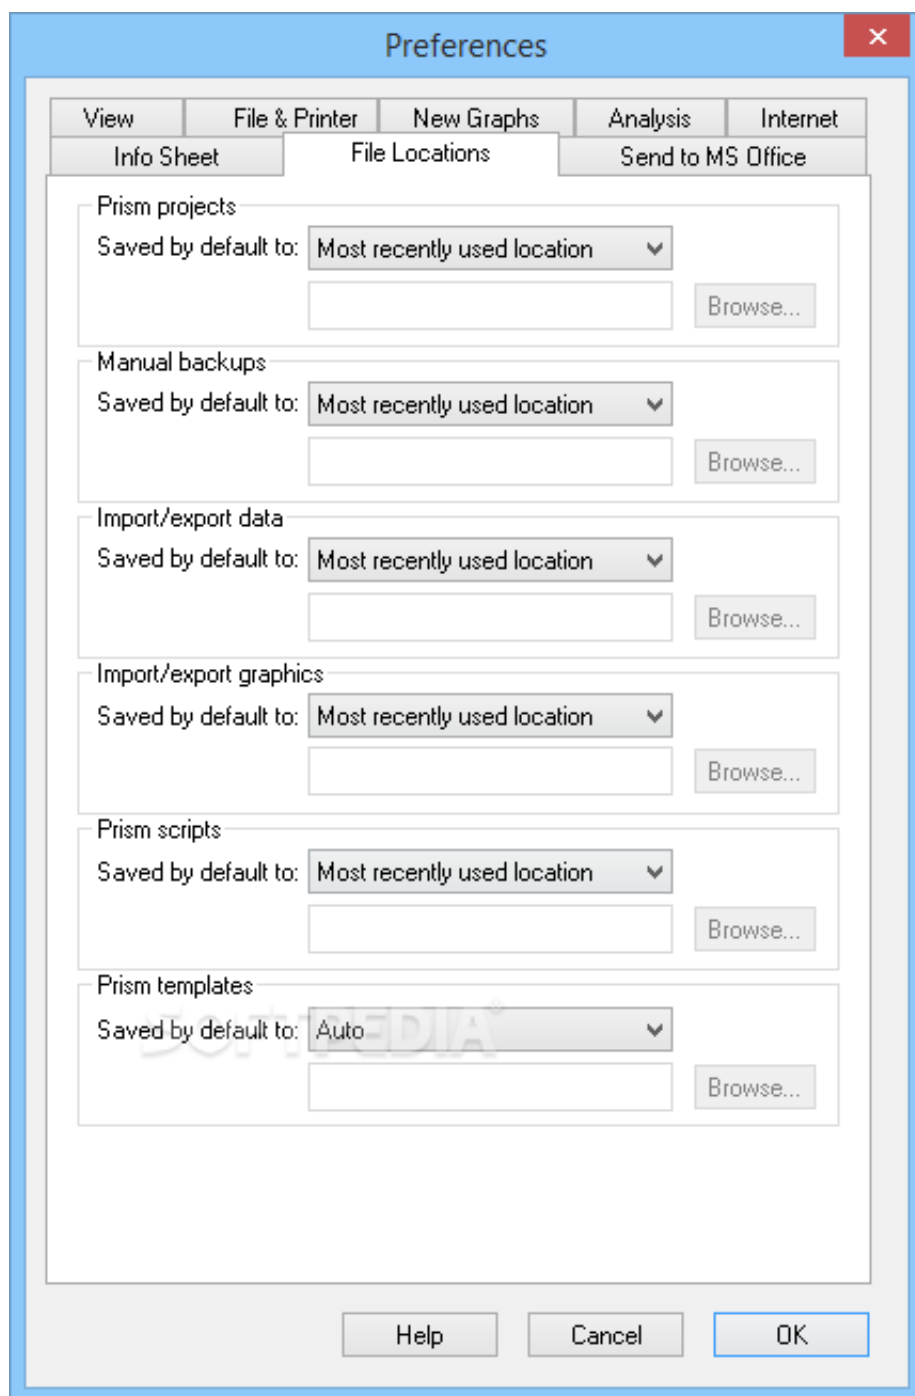 Preferences
View File & Printer New Graphs Analysis Internet
Info Sheet File Locations Send to MS Office
Prism projects
Saved by default to: Most recently used location
Browse...
Manual backups
Saved by default to: Most recently used location
Browse...
Import/export data
Saved by default to: Most recently used location
Browse...
Import/export graphics
Saved by default to: Most recently used location
Browse...
Prism scripts
Saved by default to: Most recently used location
Browse...
Prism templates
Saved by default to: Auto
SOFTPEDIA®
Browse...
Help Cancel OK